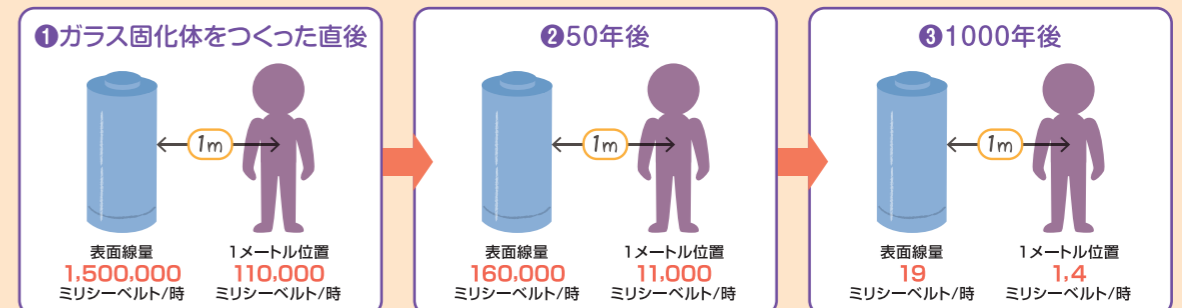 ❶ガラス固化体をつくった直後
1m
表面線量
1,500,000
ミリシーベルト/時
1メートル位置
110,000
ミリシーベルト/時
❷50年後
1m
表面線量
160,000
ミリシーベルト/時
1メートル位置
11,000
ミリシーベルト/時
❸1000年後
1m
表面線量
19
ミリシーベルト/時
1メートル位置
1,4
ミリシーベルト/時